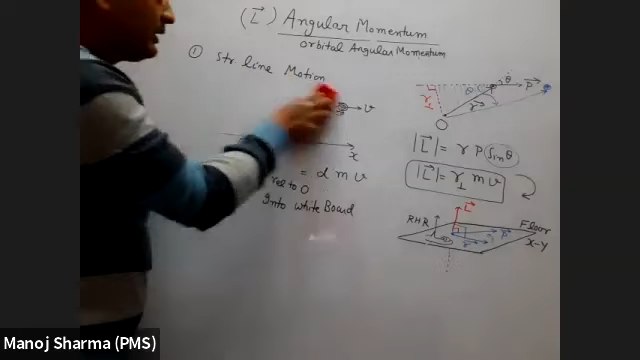 (L⃗) Angular Momentum
Orbital Angular Momentum
① Str line Motion
v
x
= d m v
rel to O
Into white Board
θ
θ
P
P⃗
r⊥
r⃗
O
|L⃗| = r P Sinθ
|L⃗| = r⊥ m v
L⃗
RHR
Floor
P
r
X-Y
Manoj Sharma (PMS)